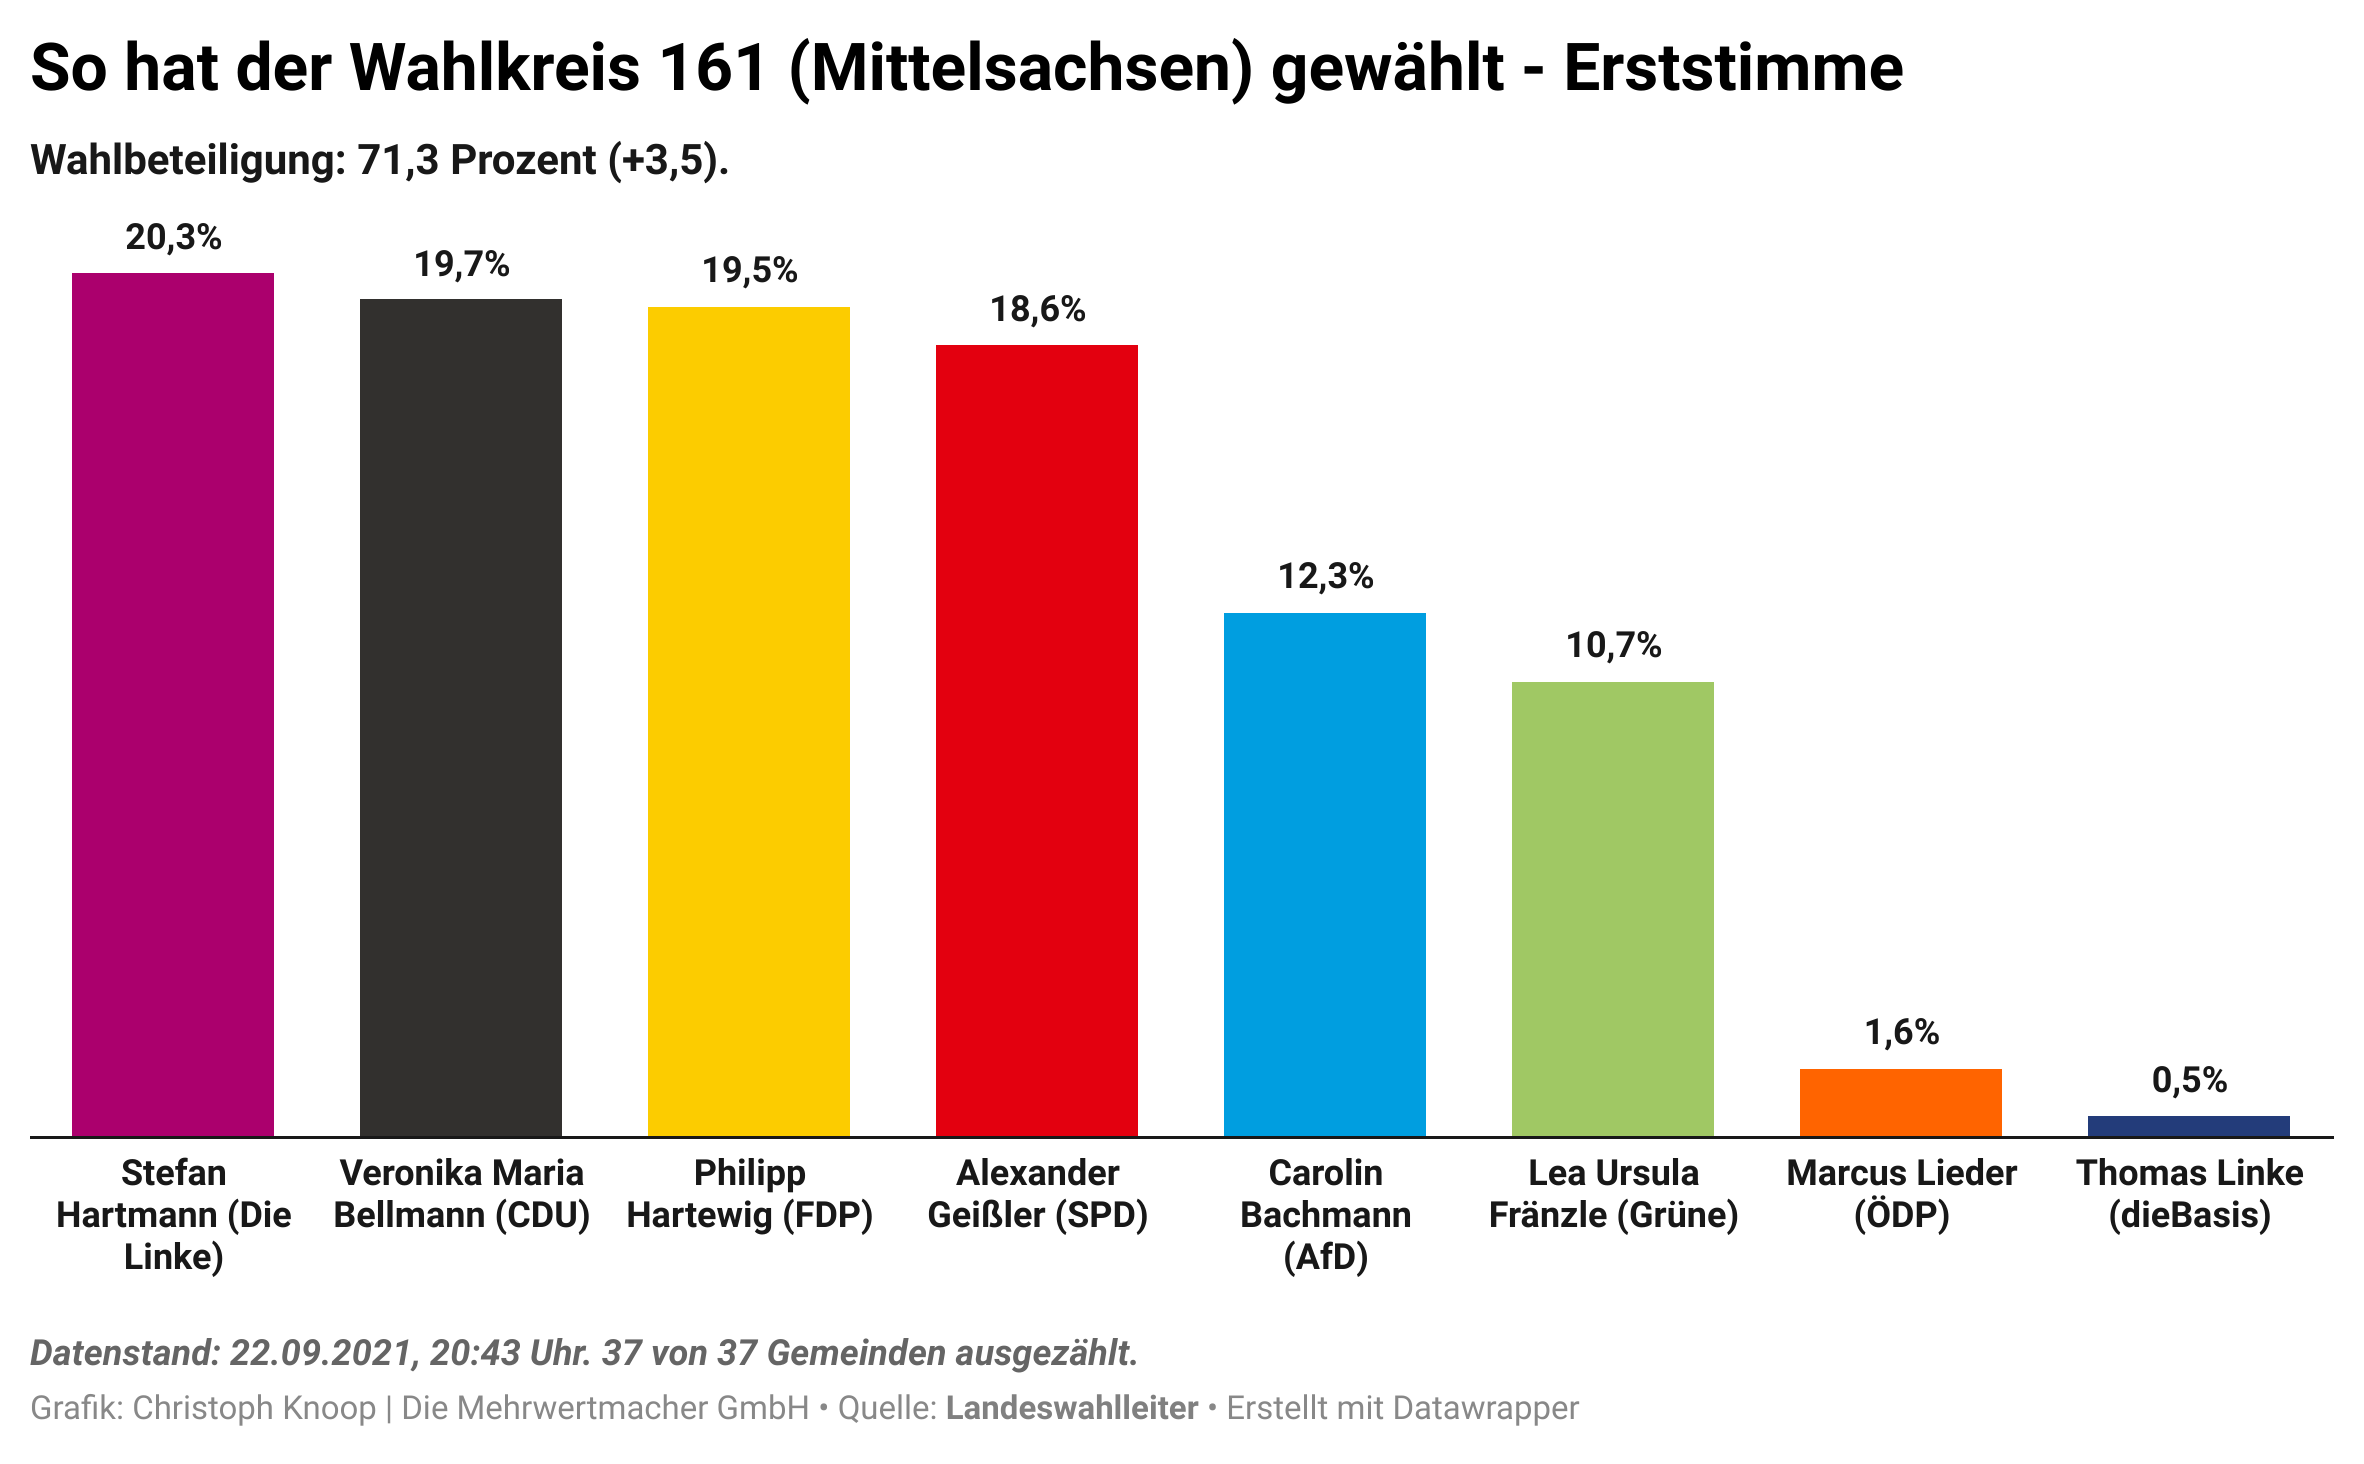 So hat der Wahlkreis 161 (Mittelsachsen) gewählt - Erststimme
Wahlbeteiligung: 71,3 Prozent (+3,5).
20,3%
19,7%
19,5%
18,6%
12,3%
10,7%
1,6%
0,5%
Stefan
Hartmann (Die
Linke)
Veronika Maria
Bellmann (CDU)
Philipp
Hartewig (FDP)
Alexander
Geißler (SPD)
Carolin
Bachmann
(AfD)
Lea Ursula
Fränzle (Grüne)
Marcus Lieder
(ÖDP)
Thomas Linke
(dieBasis)
Datenstand: 22.09.2021, 20:43 Uhr. 37 von 37 Gemeinden ausgezählt.
Grafik: Christoph Knoop | Die Mehrwertmacher GmbH • Quelle: Landeswahlleiter • Erstellt mit Datawrapper